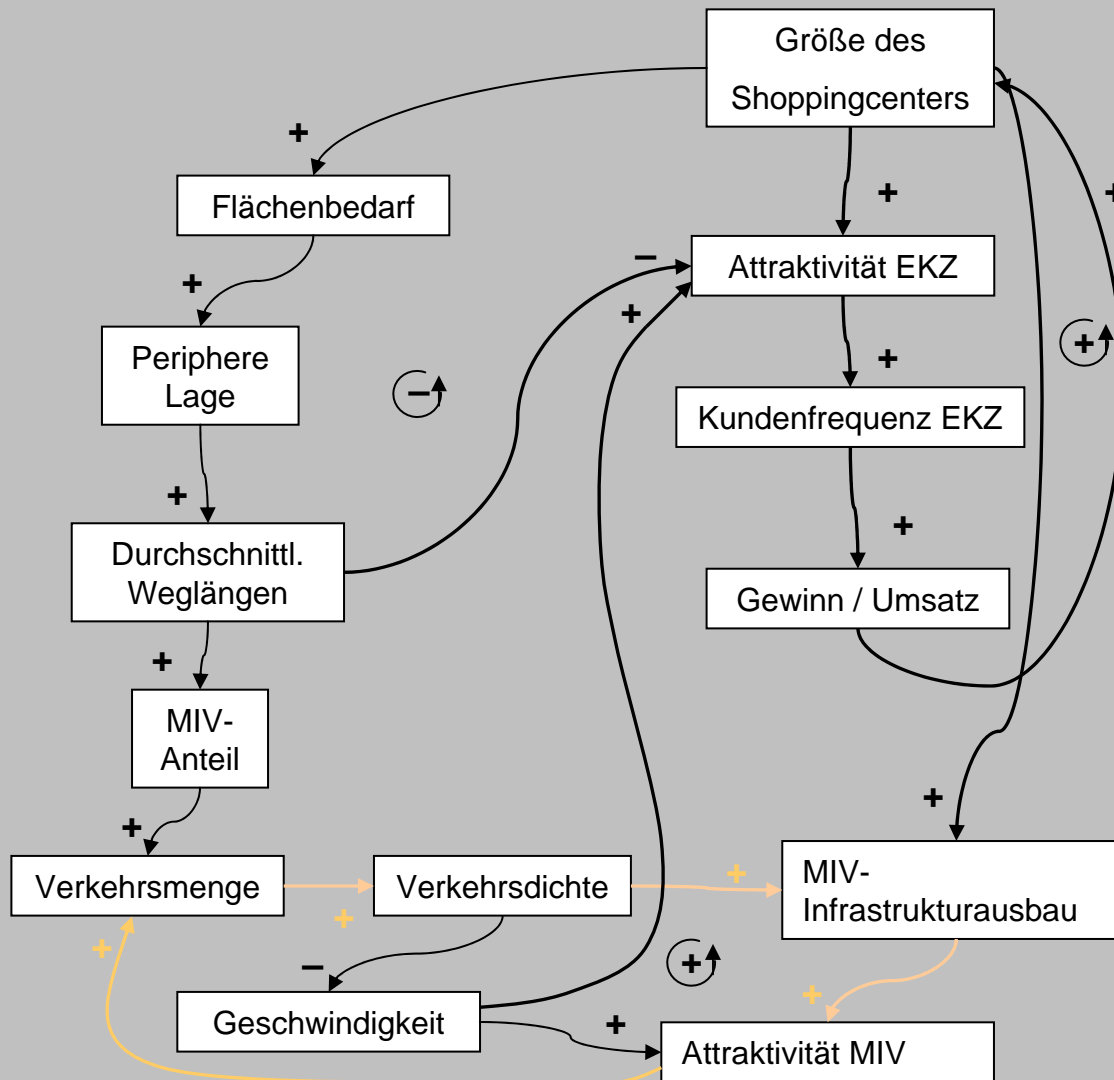 Größe des
Shoppingcenters
+
+
Flächenbedarf
+
+
–
Attraktivität EKZ
+
+
Periphere
Lage
–
+
+
Kundenfrequenz EKZ
+
Durchschnittl.
Weglängen
+
Gewinn / Umsatz
+
MIV-
Anteil
+
+
Verkehrsmenge
+
Verkehrsdichte
+
MIV-
Infrastrukturausbau
+
–
+
+
Geschwindigkeit
+
Attraktivität MIV